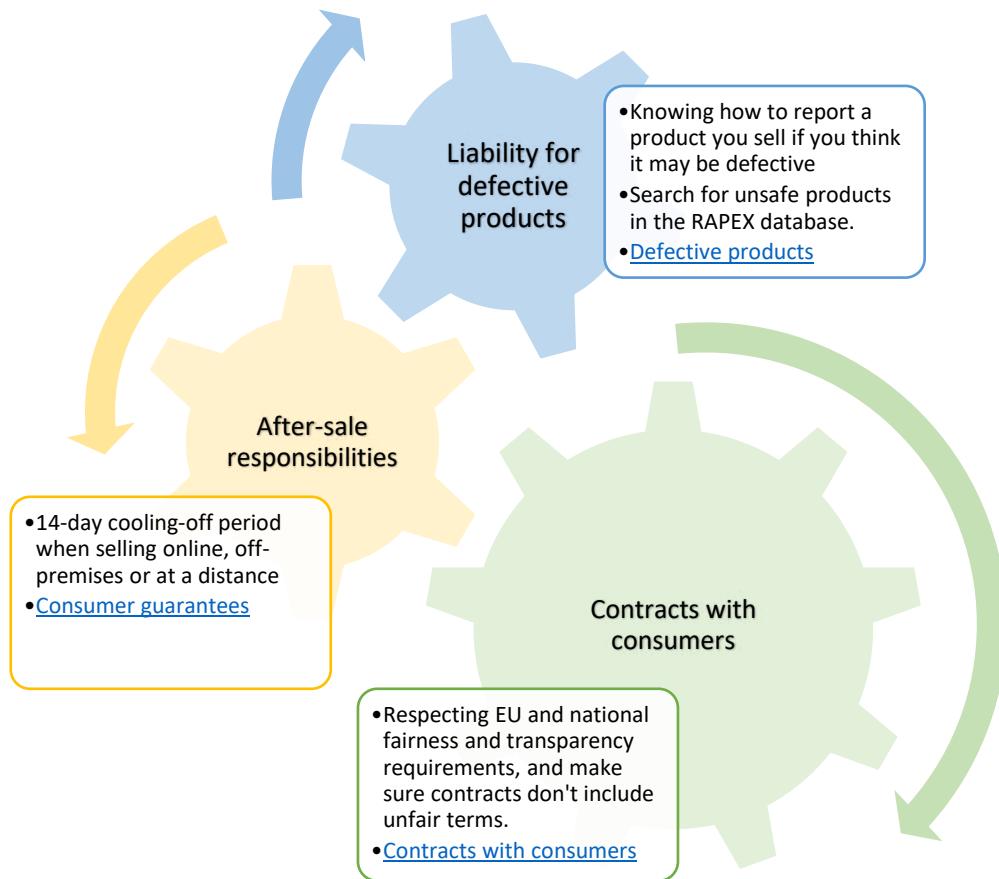 Liability for
defective
products
•Knowing how to report a
product you sell if you think
it may be defective
•Search for unsafe products
in the RAPEX database.
•Defective products
After-sale
responsibilities
•14-day cooling-off period
when selling online, off-
premises or at a distance
•Consumer guarantees
Contracts with
consumers
•Respecting EU and national
fairness and transparency
requirements, and make
sure contracts don't include
unfair terms.
•Contracts with consumers